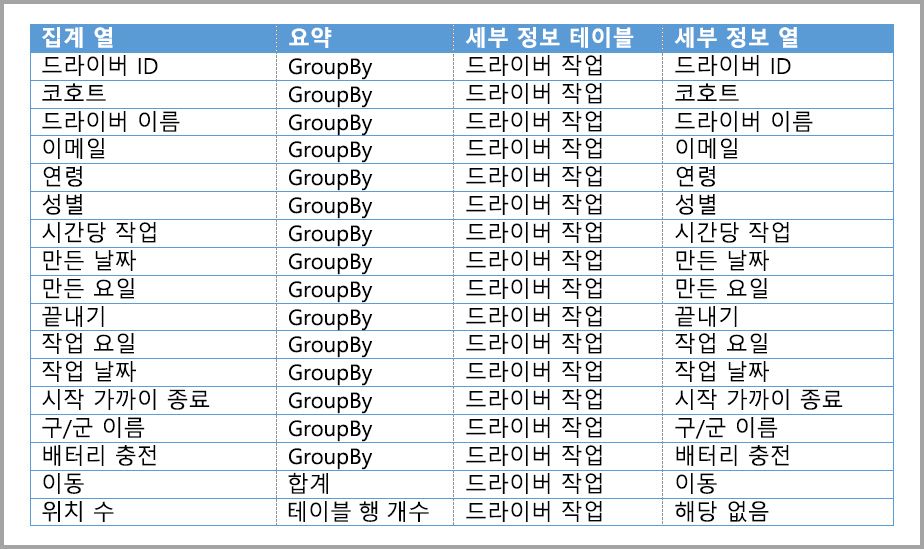 집계 열 요약 세부 정보 테이블 세부 정보 열
드라이버 ID GroupBy 드라이버 작업 드라이버 ID
코호트 GroupBy 드라이버 작업 코호트
드라이버 이름 GroupBy 드라이버 작업 드라이버 이름
이메일 GroupBy 드라이버 작업 이메일
연령 GroupBy 드라이버 작업 연령
성별 GroupBy 드라이버 작업 성별
시간당 작업 GroupBy 드라이버 작업 시간당 작업
만든 날짜 GroupBy 드라이버 작업 만든 날짜
만든 요일 GroupBy 드라이버 작업 만든 요일
끝내기 GroupBy 드라이버 작업 끝내기
작업 요일 GroupBy 드라이버 작업 작업 요일
작업 날짜 GroupBy 드라이버 작업 작업 날짜
시작 가까이 종료 GroupBy 드라이버 작업 시작 가까이 종료
구/군 이름 GroupBy 드라이버 작업 구/군 이름
배터리 충전 GroupBy 드라이버 작업 배터리 충전
이동 합계 드라이버 작업 이동
위치 수 테이블 행 개수 드라이버 작업 해당 없음